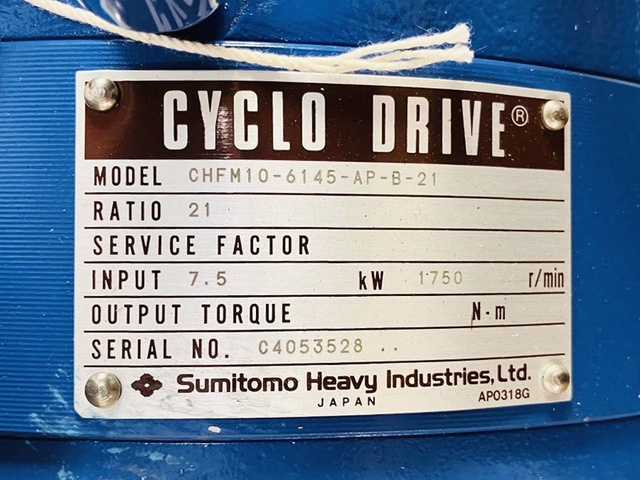 CYCLO DRIVE®
MODEL CHFM10-6145-AP-B-21
RATIO 21
SERVICE FACTOR
INPUT 7.5 kW 1750 r/min
OUTPUT TORQUE N·m
SERIAL NO. C4053528 ..
Sumitomo Heavy Industries, Ltd.
JAPAN AP0318G